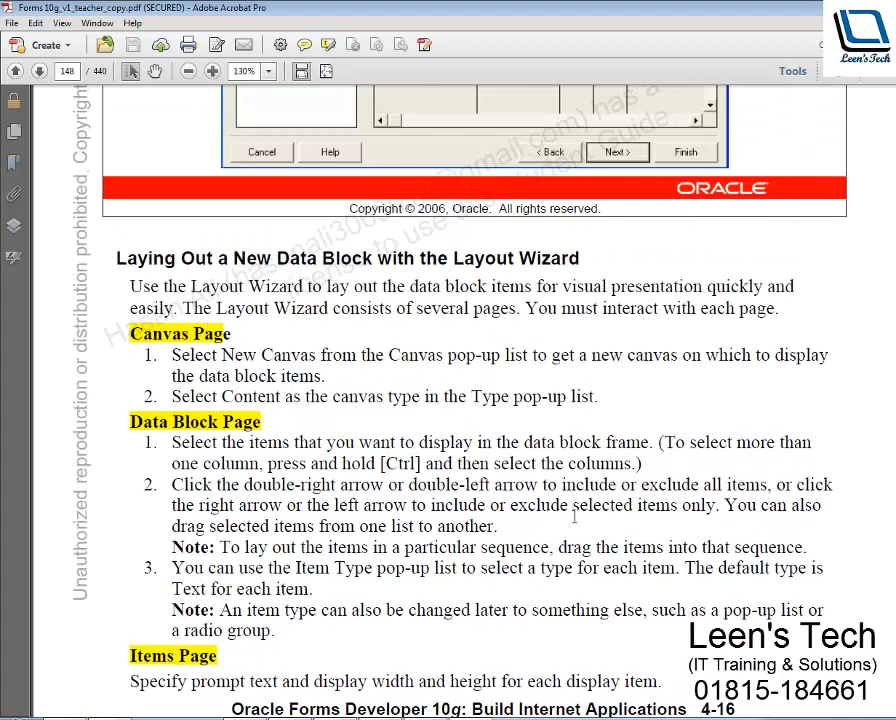 Forms 10g_v1_teacher_copy.pdf (SECURED) - Adobe Acrobat Pro
File Edit View Window Help
Create
148 / 440 130% Tools
Leen's Tech
Cancel Help < Back Next > Finish
ORACLE
Copyright © 2006, Oracle. All rights reserved.
Unauthorized reproduction or distribution prohibited. Copyright
Laying Out a New Data Block with the Layout Wizard
Use the Layout Wizard to lay out the data block items for visual presentation quickly and
easily. The Layout Wizard consists of several pages. You must interact with each page.
Canvas Page
1. Select New Canvas from the Canvas pop-up list to get a new canvas on which to display
the data block items.
2. Select Content as the canvas type in the Type pop-up list.
Data Block Page
1. Select the items that you want to display in the data block frame. (To select more than
one column, press and hold [Ctrl] and then select the columns.)
2. Click the double-right arrow or double-left arrow to include or exclude all items, or click
the right arrow or the left arrow to include or exclude selected items only. You can also
drag selected items from one list to another.
Note: To lay out the items in a particular sequence, drag the items into that sequence.
3. You can use the Item Type pop-up list to select a type for each item. The default type is
Text for each item.
Note: An item type can also be changed later to something else, such as a pop-up list or
a radio group.
Items Page
Specify prompt text and display width and height for each display item.
Oracle Forms Developer 10g: Build Internet Applications 4-16
Leen's Tech
(IT Training & Solutions)
01815-184661